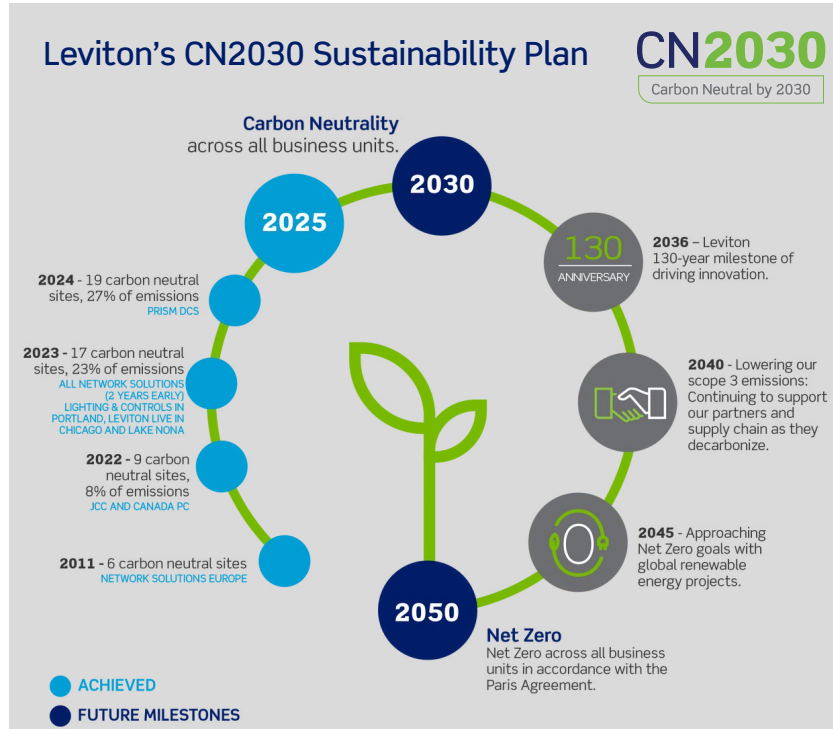 Leviton's CN2030 Sustainability Plan
CN2030
Carbon Neutral by 2030
Carbon Neutrality
across all business units.
2030
2025
2024 - 19 carbon neutral
sites, 27% of emissions
PRISM DCS
2023 - 17 carbon neutral
sites, 23% of emissions
ALL NETWORK SOLUTIONS
(2 YEARS EARLY)
LIGHTING & CONTROLS IN
PORTLAND, LEVITON LIVE IN
CHICAGO AND LAKE NONA
2022 - 9 carbon
neutral sites,
8% of emissions
JCC AND CANADA PC
2011 - 6 carbon neutral sites
NETWORK SOLUTIONS EUROPE
130
ANNIVERSARY
2036 – Leviton
130-year milestone of
driving innovation.
2040 - Lowering our
scope 3 emissions:
Continuing to support
our partners and
supply chain as they
decarbonize.
0
2045 - Approaching
Net Zero goals with
global renewable
energy projects.
2050
Net Zero
Net Zero across all business
units in accordance with the
Paris Agreement.
ACHIEVED
FUTURE MILESTONES